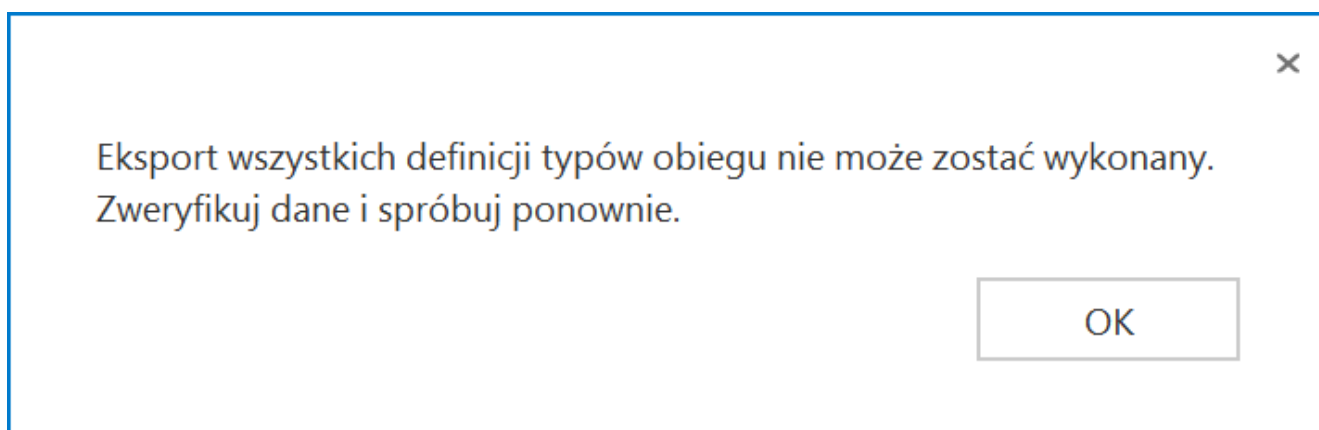 Eksport wszystkich definicji typów obiegu nie może zostać wykonany.
Zweryfikuj dane i spróbuj ponownie.
OK